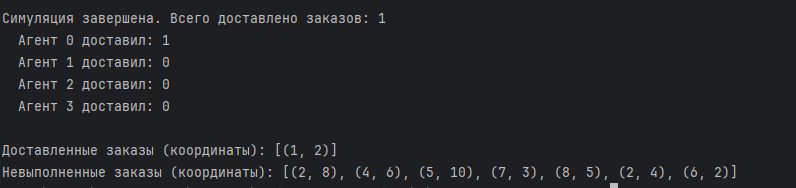 Симуляция завершена. Всего доставлено заказов: 1
Агент 0 доставил: 1
Агент 1 доставил: 0
Агент 2 доставил: 0
Агент 3 доставил: 0
Доставленные заказы (координаты): [(1, 2)]
Невыполненные заказы (координаты): [(2, 8), (4, 6), (5, 10), (7, 3), (8, 5), (2, 4), (6, 2)]